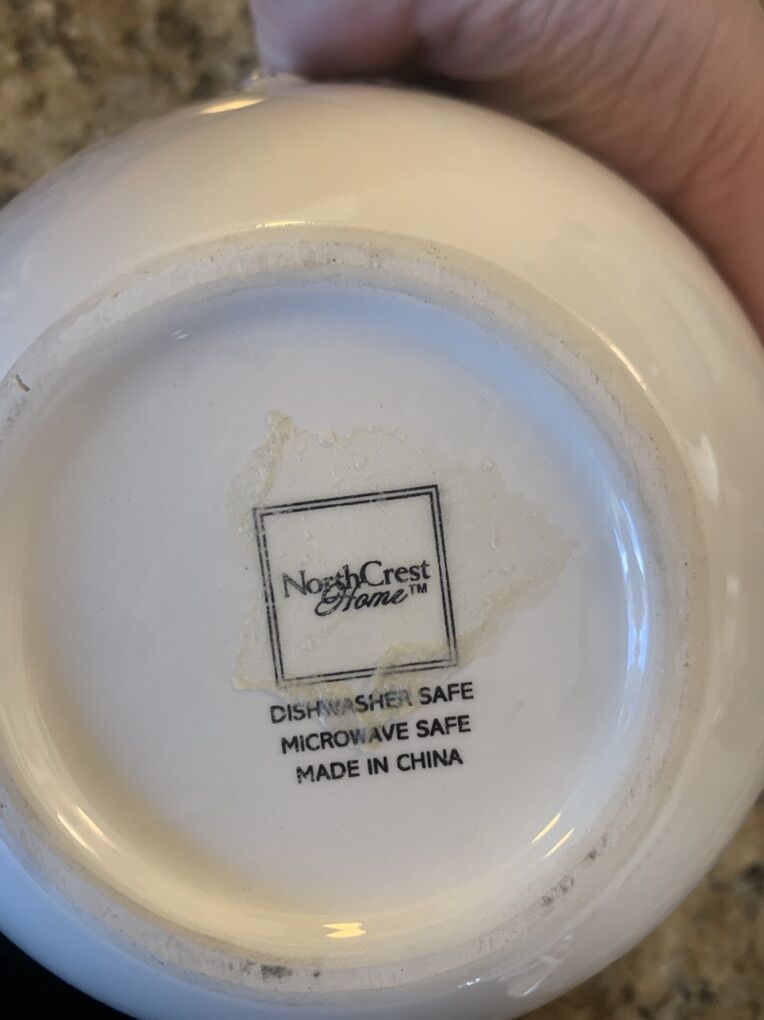 NorthCrest
Home™
DISHWASHER SAFE
MICROWAVE SAFE
MADE IN CHINA